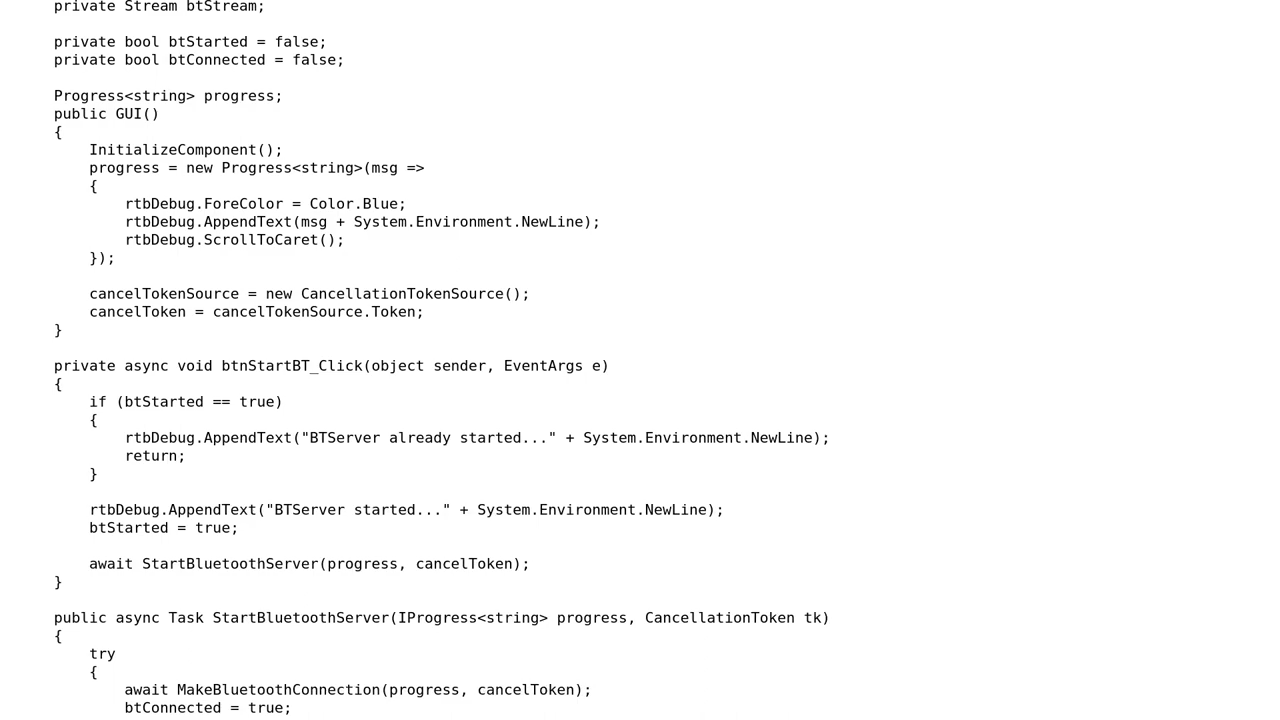 private Stream btStream;
private bool btStarted = false;
private bool btConnected = false;
Progress<string> progress;
public GUI()
{
InitializeComponent();
progress = new Progress<string>(msg =>
{
rtbDebug.ForeColor = Color.Blue;
rtbDebug.AppendText(msg + System.Environment.NewLine);
rtbDebug.ScrollToCaret();
});
cancelTokenSource = new CancellationTokenSource();
cancelToken = cancelTokenSource.Token;
}
private async void btnStartBT_Click(object sender, EventArgs e)
{
if (btStarted == true)
{
rtbDebug.AppendText("BTServer already started..." + System.Environment.NewLine);
return;
}
rtbDebug.AppendText("BTServer started..." + System.Environment.NewLine);
btStarted = true;
await StartBluetoothServer(progress, cancelToken);
}
public async Task StartBluetoothServer(IProgress<string> progress, CancellationToken tk)
{
try
{
await MakeBluetoothConnection(progress, cancelToken);
btConnected = true;